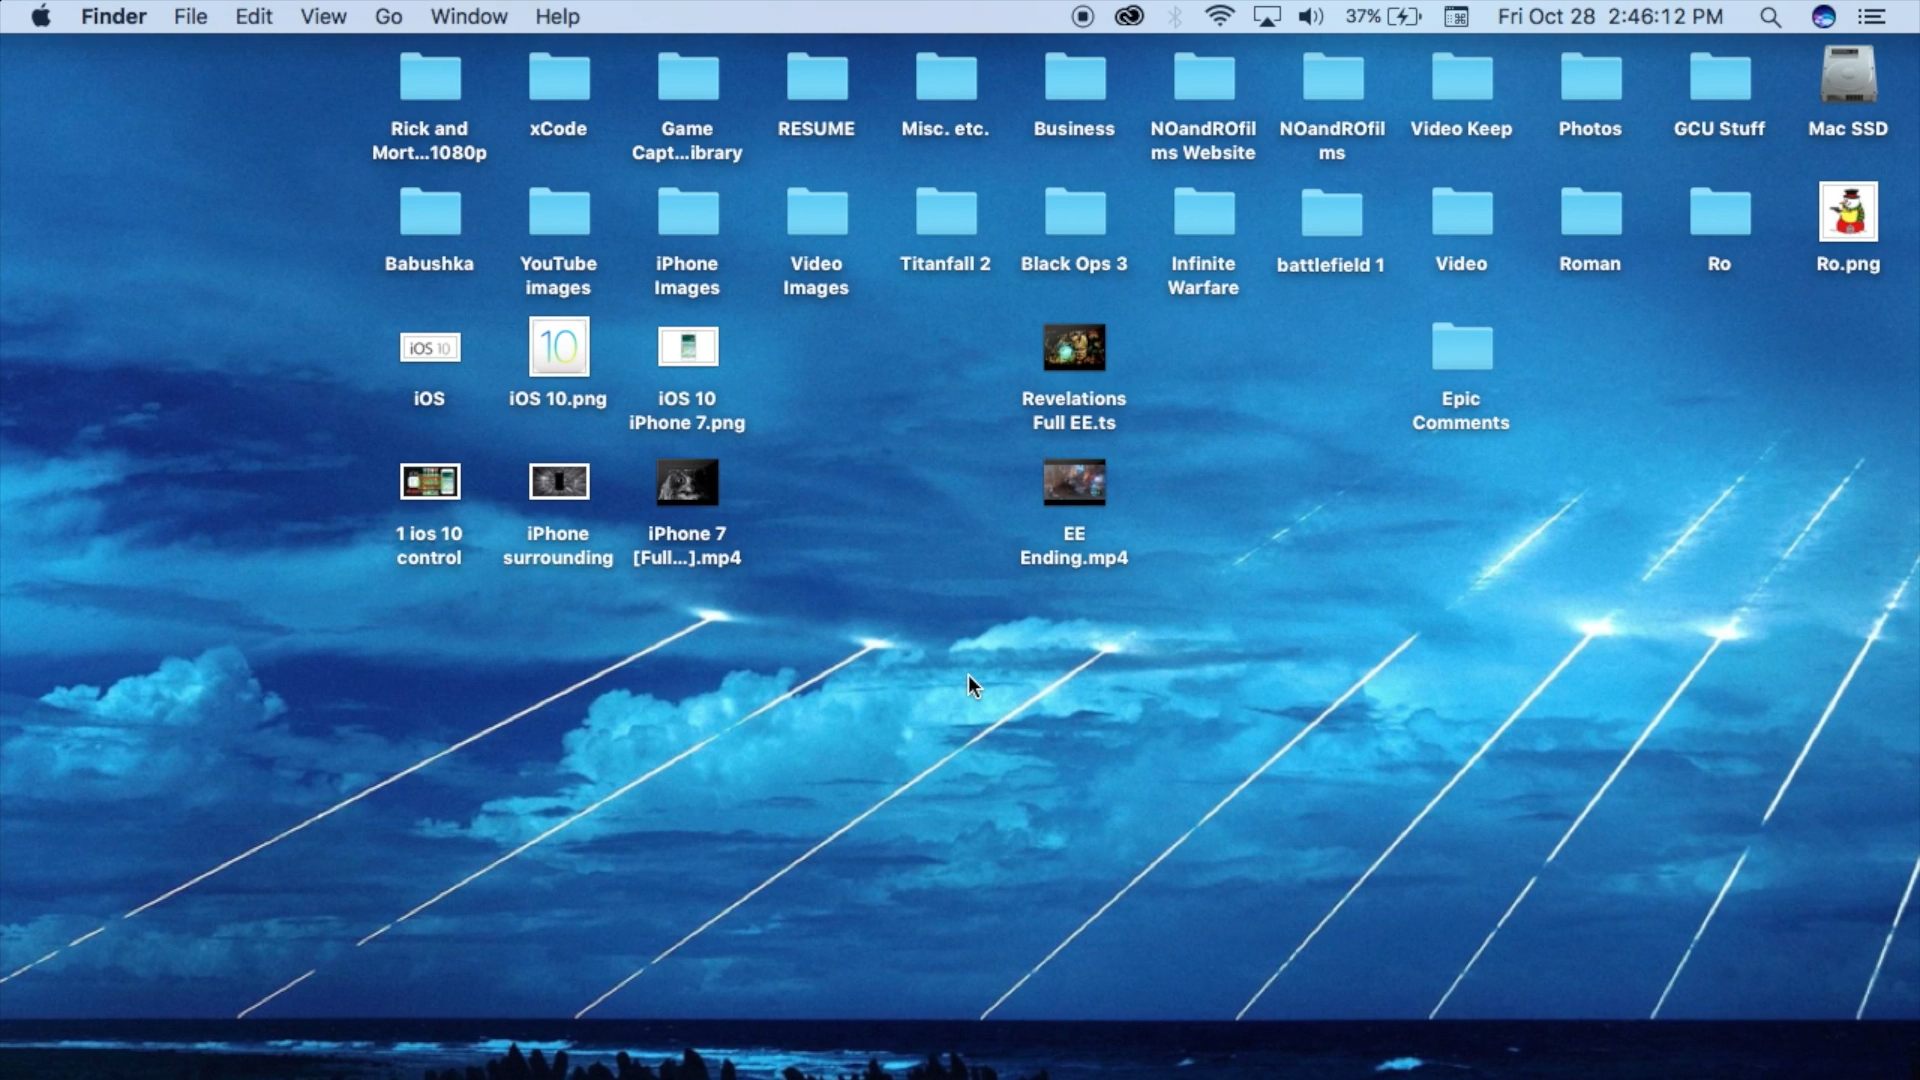 Finder File Edit View Go Window Help 37% Fri Oct 28 2:46:12 PM
Rick and
Mort...1080p
xCode
Game
Capt...ibrary
RESUME
Misc. etc.
Business
NOandROfil
ms Website
NOandROfil
ms
Video Keep
Photos
GCU Stuff
Mac SSD
Babushka
YouTube
images
iPhone
Images
Video
Images
Titanfall 2
Black Ops 3
Infinite
Warfare
battlefield 1
Video
Roman
Ro
Ro.png
iOS 10
iOS
10
iOS 10.png
iOS 10
iPhone 7.png
Revelations
Full EE.ts
Epic
Comments
1 ios 10
control
iPhone
surrounding
iPhone 7
[Full...].mp4
EE
Ending.mp4